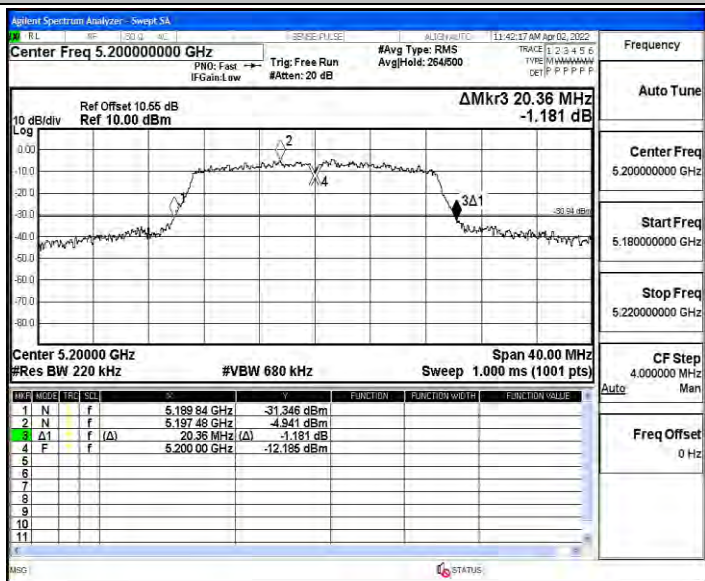 Agilent Spectrum Analyzer - Swept SA
RL RF 50 Ω AC SENSE:PULSE ALIGN AUTO 11:42:17 AM Apr 02, 2022
Center Freq 5.200000000 GHz
PNO: Fast
IFGain:Low
Trig: Free Run
#Atten: 20 dB
#Avg Type: RMS
Avg|Hold: 264/500
TRACE 1 2 3 4 5 6
TYPE M WWWWW
DET P P P P P P
Ref Offset 10.55 dB
10 dB/div Ref 10.00 dBm
Log
ΔMkr3 20.36 MHz
-1.181 dB
0.00
-10.0
-20.0
-30.0
-40.0
-50.0
-60.0
-70.0
-80.0
2
4
3Δ1
-30.94 dBm
Center 5.20000 GHz Span 40.00 MHz
#Res BW 220 kHz #VBW 680 kHz Sweep 1.000 ms (1001 pts)
MKR MODE TRC SCL X Y FUNCTION FUNCTION WIDTH FUNCTION VALUE
1 N f 5.189 84 GHz -31.346 dBm
2 N f 5.197 48 GHz -4.941 dBm
3 Δ1 f (Δ) 20.36 MHz (Δ) -1.181 dB
4 F f 5.200 00 GHz -12.185 dBm
5
6
7
8
9
10
11
MSG STATUS
Frequency
Auto Tune
Center Freq
5.200000000 GHz
Start Freq
5.180000000 GHz
Stop Freq
5.220000000 GHz
CF Step
4.000000 MHz
Auto Man
Freq Offset
0 Hz